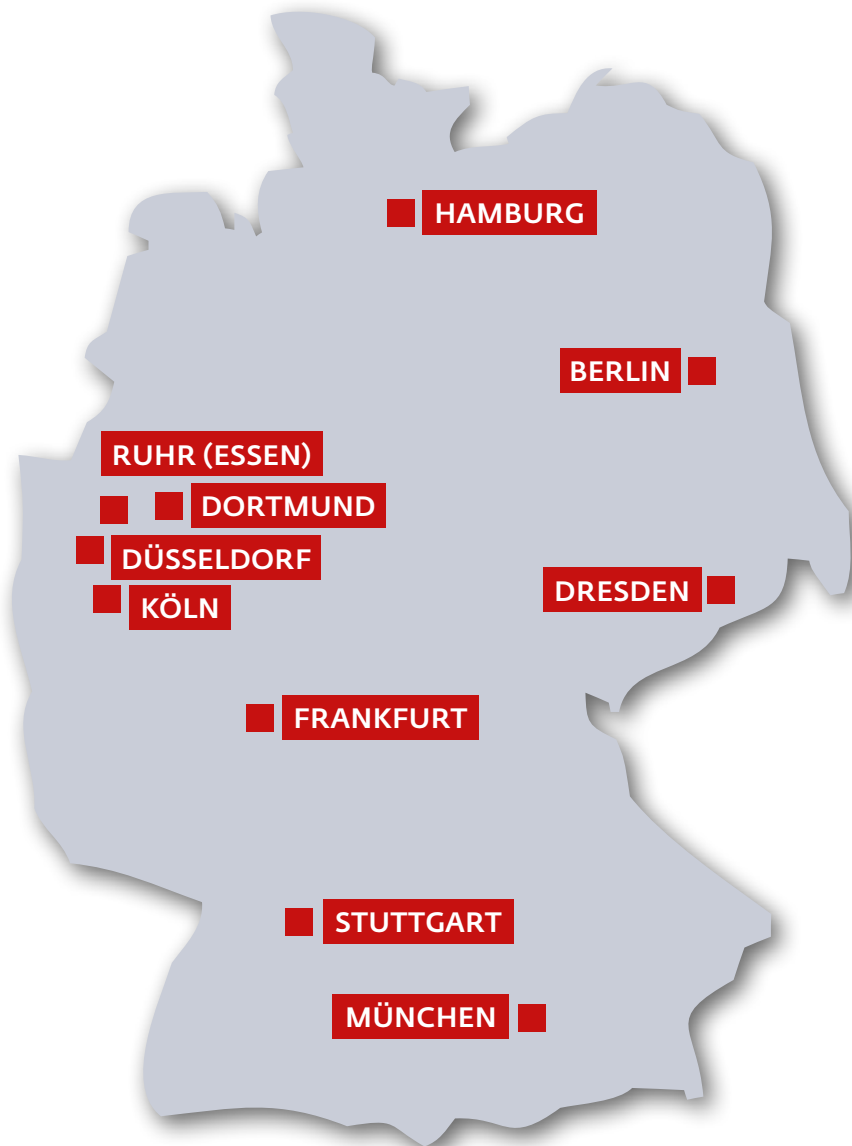 HAMBURG
BERLIN
RUHR (ESSEN)
DORTMUND
DÜSSELDORF
DRESDEN
KÖLN
FRANKFURT
STUTTGART
MÜNCHEN